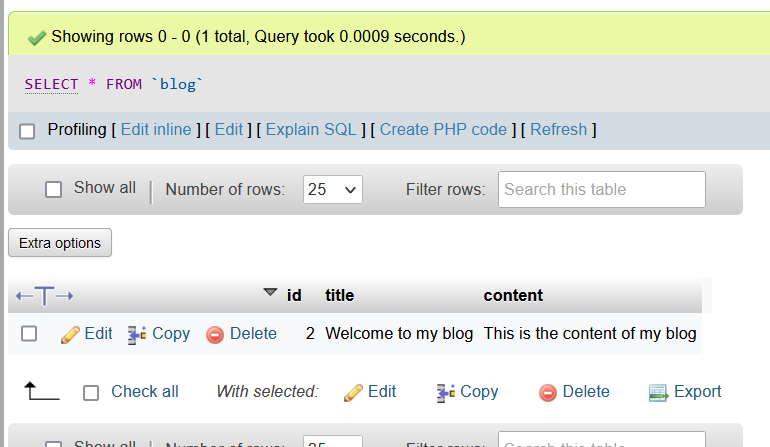 Showing rows 0 - 0 (1 total, Query took 0.0009 seconds.)
SELECT * FROM `blog`
Profiling [ Edit inline ] [ Edit ] [ Explain SQL ] [ Create PHP code ] [ Refresh ]
Show all Number of rows: 25 Filter rows: Search this table
Extra options
id title content
Edit Copy Delete 2 Welcome to my blog This is the content of my blog
Check all With selected: Edit Copy Delete Export
Show all Number of rows: 25 Filter rows: Search this table